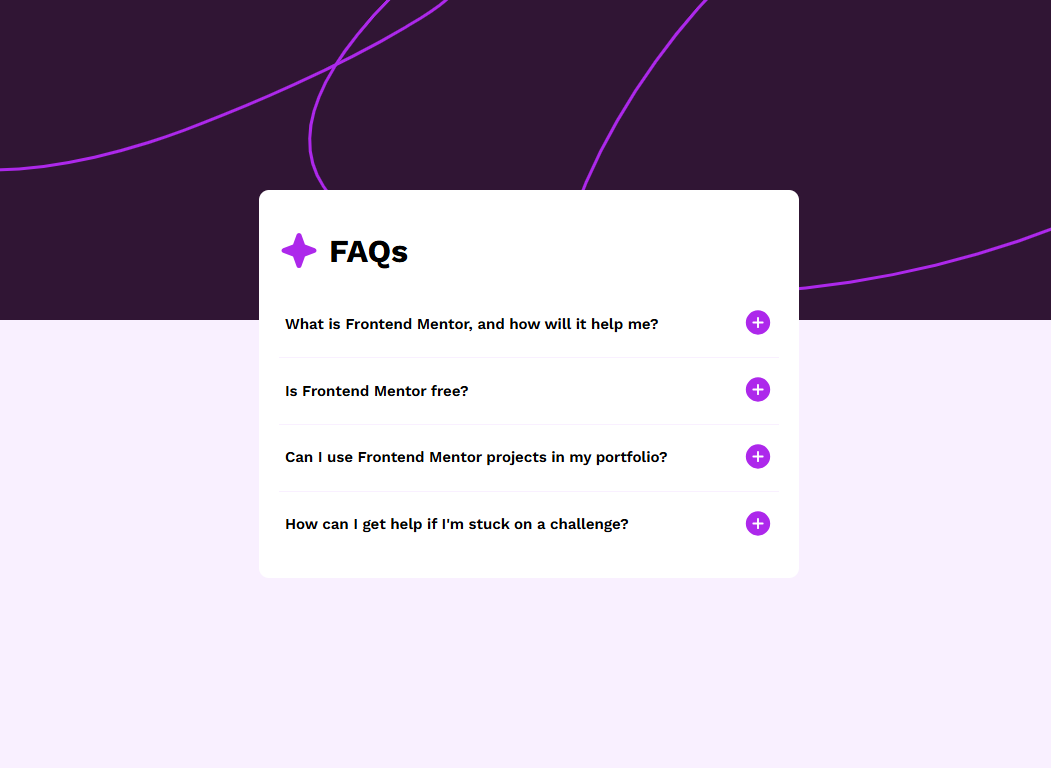 FAQs
What is Frontend Mentor, and how will it help me?
Is Frontend Mentor free?
Can I use Frontend Mentor projects in my portfolio?
How can I get help if I'm stuck on a challenge?